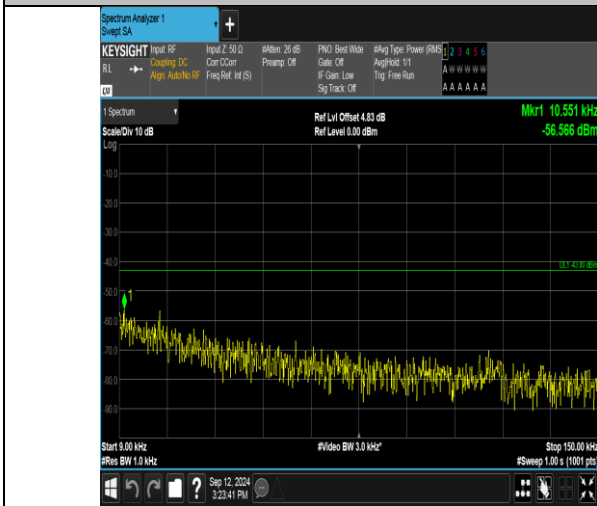 Spectrum Analyzer 1
Swept SA
+
KEYSIGHT
RL
Input: RF
Coupling: DC
Align: Auto/No RF
Input Z: 50 Ω
Corr CCorr
Freq Ref: Int (S)
#Atten: 26 dB
Preamp: Off
PNO: Best Wide
Gate: Off
IF Gain: Low
Sig Track: Off
#Avg Type: Power (RMS
Avg|Hold: 1/1
Trig: Free Run
1 2 3 4 5 6
A W W W W W
A A A A A A
1 Spectrum
Scale/Div 10 dB
Ref Lvl Offset 4.83 dB
Ref Level 0.00 dBm
Mkr1 10.551 kHz
-56.566 dBm
Log
-10.0
-20.0
-30.0
-40.0
DL1 -43.00 dBm
-50.0
1
-60.0
-70.0
-80.0
-90.0
Start 9.00 kHz
#Res BW 1.0 kHz
#Video BW 3.0 kHz*
Stop 150.00 kHz
#Sweep 1.00 s (1001 pts)
?
Sep 12, 2024
3:23:41 PM